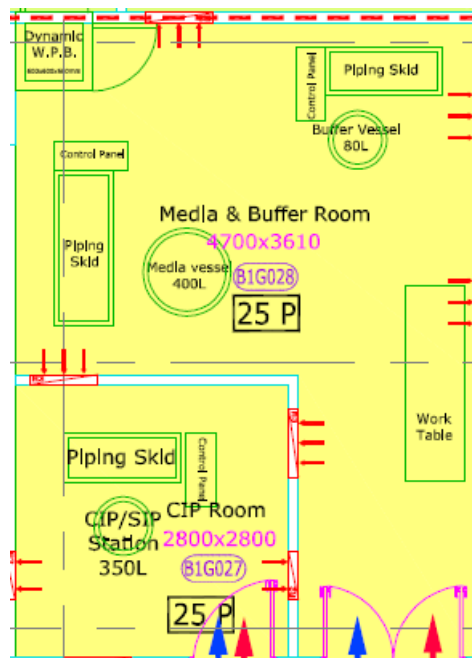 Dynamic
W.P.B.
Control Panel
Piping Skid
Buffer Vessel
80L
Control Panel
Piping
Skid
Media & Buffer Room
4700x3610
Media vessel
400L
B1G028
25 P
Work
Table
Piping Skid
Control Panel
CIP/SIP
Station
350L
CIP Room
2800x2800
B1G027
25 P